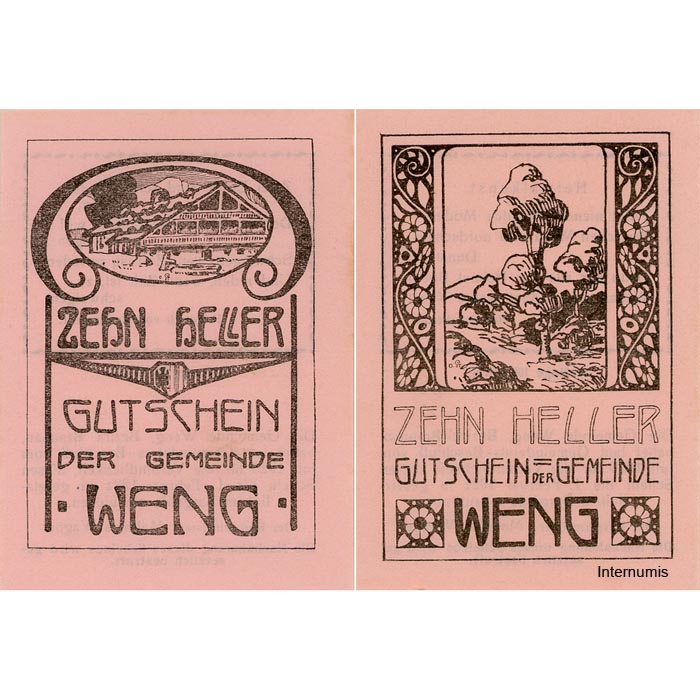 ZEHN HELLER
GUTSCHEIN
DER GEMEINDE
· WENG ·
ZEHN HELLER
GUTSCHEIN DER GEMEINDE
WENG
Internumis